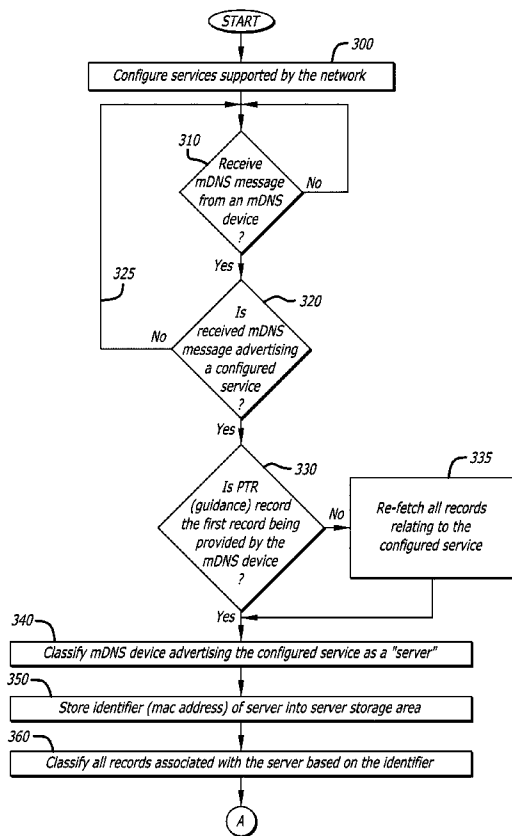 START
300
Configure services supported by the network
310
Receive
mDNS message
from an mDNS
device
?
No
Yes
325
320
Is
received mDNS
message advertising
a configured
service
?
No
Yes
330
Is PTR
(guidance) record
the first record being
provided by the
mDNS device
?
No
335
Re-fetch all records
relating to the
configured service
Yes
340
Classify mDNS device advertising the configured service as a "server"
350
Store identifier (mac address) of server into server storage area
360
Classify all records associated with the server based on the identifier
A